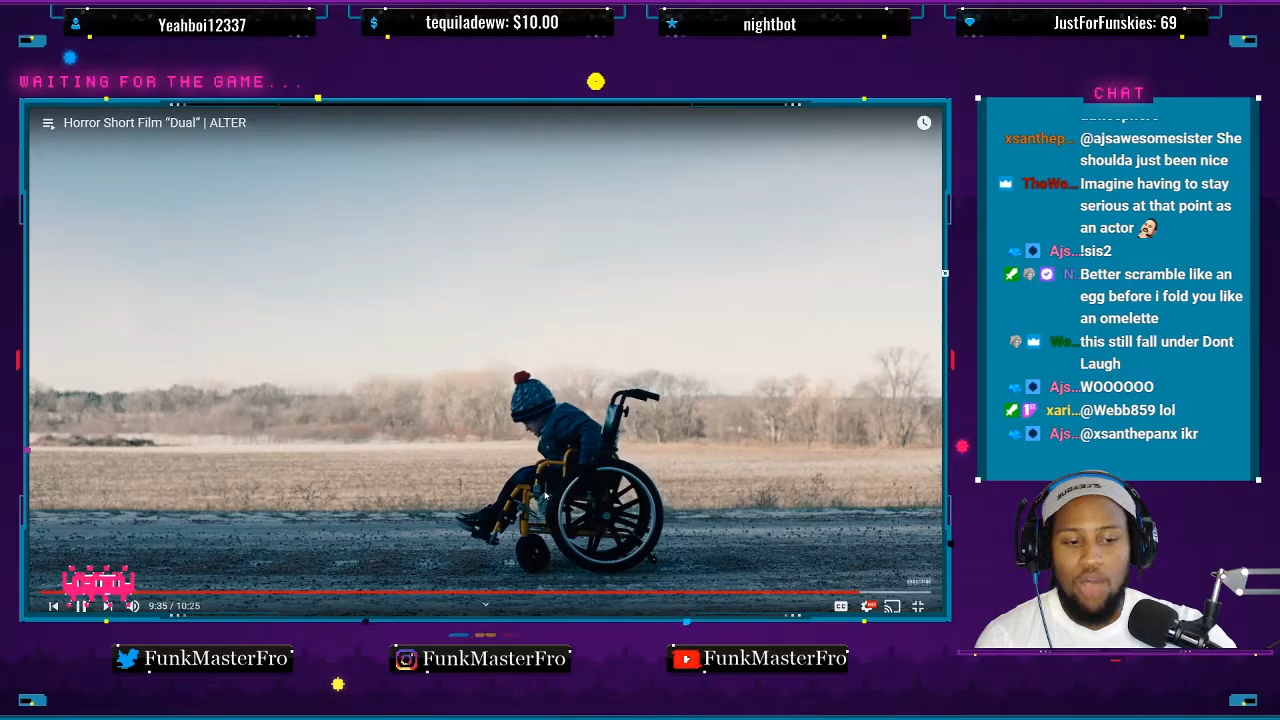 Yeahboi12337
tequiladeww: $10.00
nightbot
JustForFunskies: 69
WAITING FOR THE GAME...
CHAT
Horror Short Film “Dual” | ALTER
xsanthep... @ajsawesomesister She
shoulda just been nice
TheWe... Imagine having to stay
serious at that point as
an actor
Ajs... !sis2
N. Better scramble like an
egg before i fold you like
an omelette
We... this still fall under Dont
Laugh
Ajs... WOOOOOO
xari... @Webb859 lol
Ajs... @xsanthepanx ikr
9:35 / 10:25
CC
HD
FunkMasterFro
FunkMasterFro
FunkMasterFro